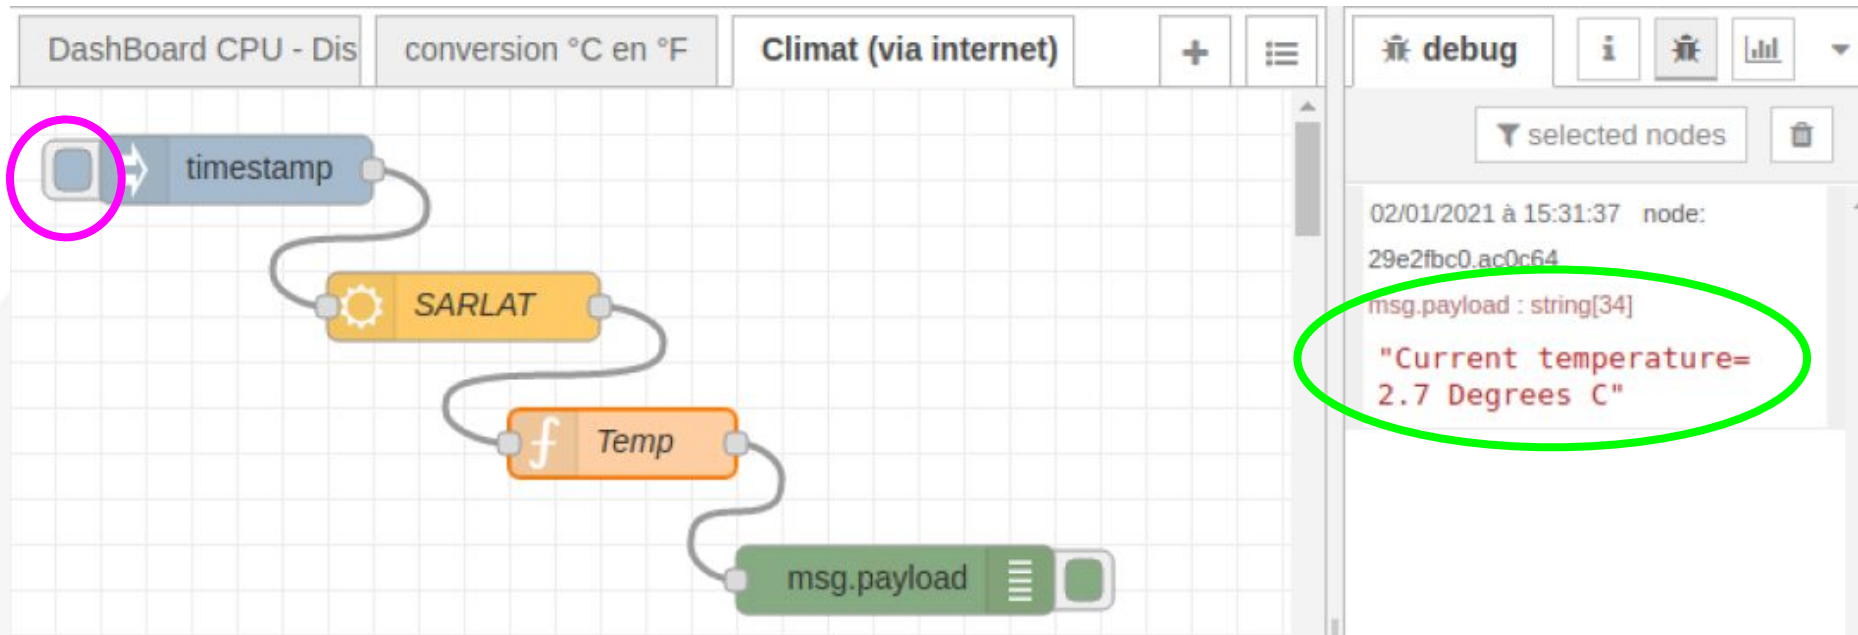 DashBoard CPU - Dis
conversion °C en °F
Climat (via internet)
debug
i
selected nodes
timestamp
SARLAT
Temp
msg.payload
02/01/2021 à 15:31:37 node:
29e2fbc0.ac0c64
msg.payload : string[34]
"Current temperature=
2.7 Degrees C"